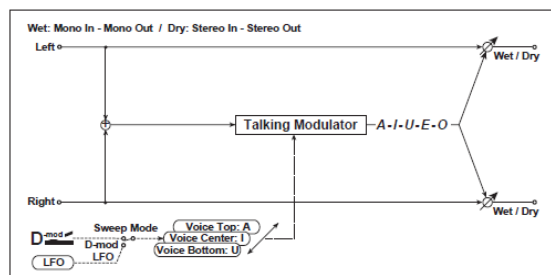 Wet: Mono In - Mono Out / Dry: Stereo In - Stereo Out
Left
Wet / Dry
Talking Modulator
A-I-U-E-O
Right
Wet / Dry
D-mod
Sweep Mode
D-mod
LFO
LFO
Voice Top: A
Voice Center: I
Voice Bottom: U